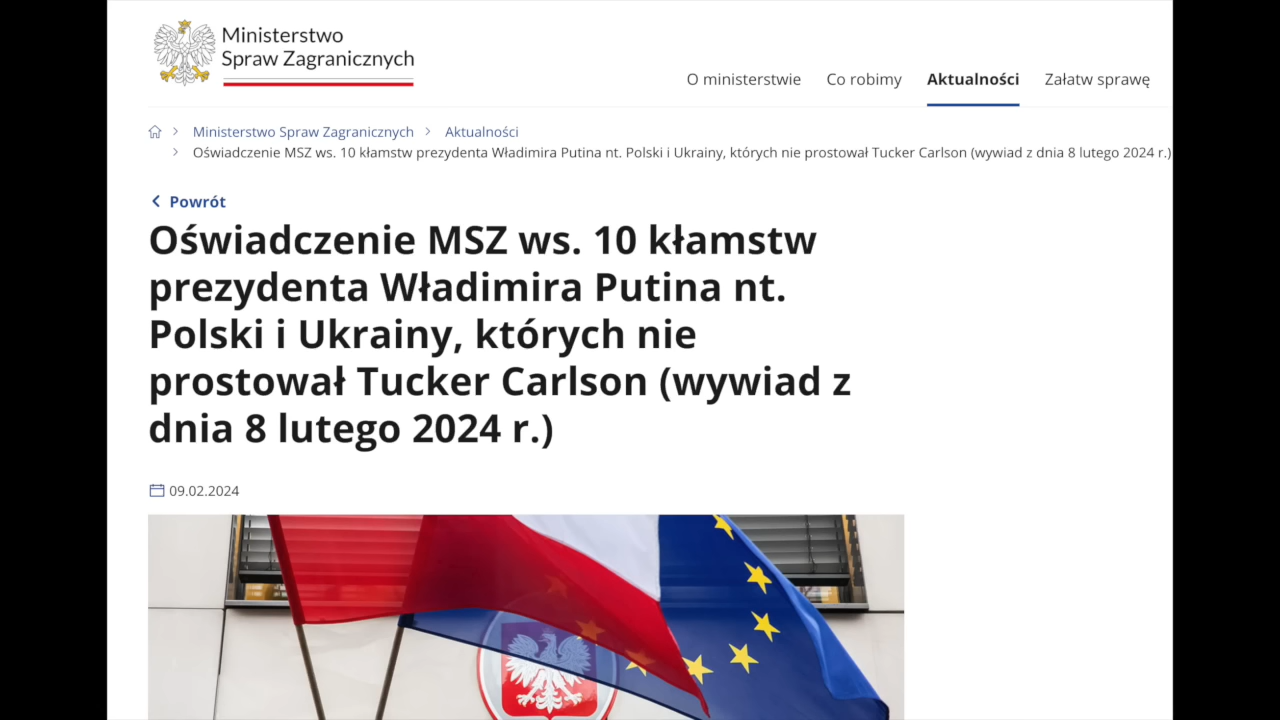 Ministerstwo
Spraw Zagranicznych
O ministerstwie Co robimy Aktualności Załatw sprawę
Ministerstwo Spraw Zagranicznych Aktualności
Oświadczenie MSZ ws. 10 kłamstw prezydenta Władimira Putina nt. Polski i Ukrainy, których nie prostował Tucker Carlson (wywiad z dnia 8 lutego 2024 r.)
Powrót
Oświadczenie MSZ ws. 10 kłamstw
prezydenta Władimira Putina nt.
Polski i Ukrainy, których nie
prostował Tucker Carlson (wywiad z
dnia 8 lutego 2024 r.)
09.02.2024